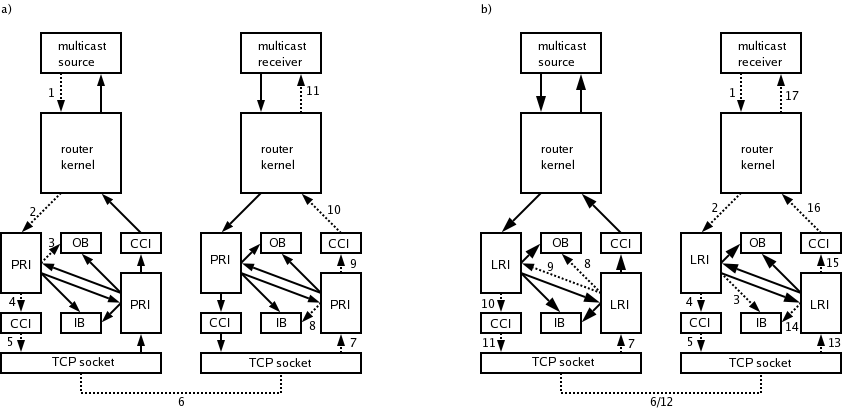 a)
multicast
source
1
router
kernel
2
PRI
3
OB
CCI
4
PRI
CCI
IB
5
TCP socket
multicast
receiver
11
router
kernel
10
PRI
OB
CCI
9
PRI
CCI
IB
8
7
TCP socket
6
b)
multicast
source
router
kernel
LRI
OB
CCI
9
8
10
LRI
CCI
IB
11
7
TCP socket
multicast
receiver
1
17
router
kernel
2
16
LRI
OB
CCI
15
4
3
LRI
CCI
IB
14
5
13
TCP socket
6/12